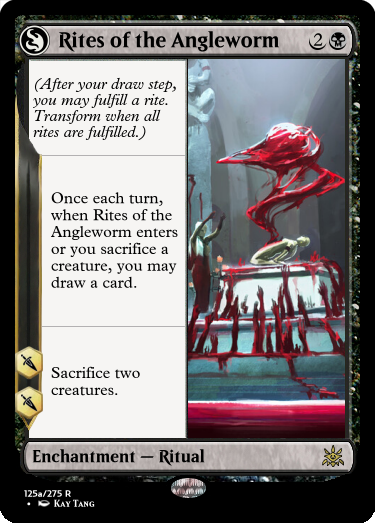 Rites of the Angleworm 2
(After your draw step,
you may fulfill a rite.
Transform when all
rites are fulfilled.)
Once each turn,
when Rites of the
Angleworm enters
or you sacrifice a
creature, you may
draw a card.
Sacrifice two
creatures.
Enchantment — Ritual
125a/275 R
• Kay Tang